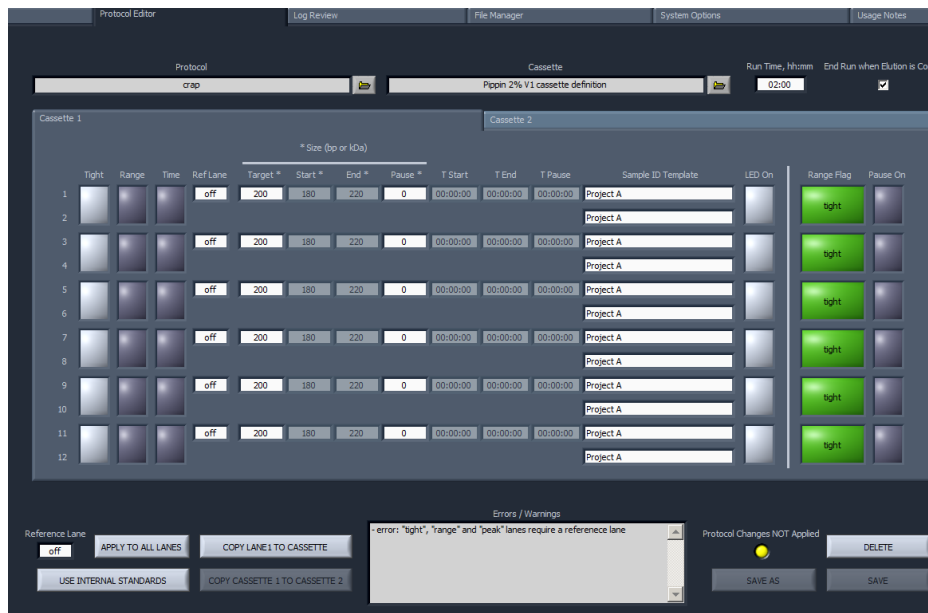 Protocol Editor Log Review File Manager System Options Usage Notes
Protocol Cassette Run Time, hh:mm End Run when Elution is Co
crap Pippin 2% V1 cassette definition 02:00
Cassette 1 Cassette 2
* Size (bp or kDa)
Tight Range Time Ref Lane Target * Start * End * Pause * T Start T End T Pause Sample ID Template LED On Range Flag Pause On
1 off 200 180 220 0 00:00:00 00:00:00 00:00:00 Project A tight
2 Project A
3 off 200 180 220 0 00:00:00 00:00:00 00:00:00 Project A tight
4 Project A
5 off 200 180 220 0 00:00:00 00:00:00 00:00:00 Project A tight
6 Project A
7 off 200 180 220 0 00:00:00 00:00:00 00:00:00 Project A tight
8 Project A
9 off 200 180 220 0 00:00:00 00:00:00 00:00:00 Project A tight
10 Project A
11 off 200 180 220 0 00:00:00 00:00:00 00:00:00 Project A tight
12 Project A
Errors / Warnings
- error: "tight", "range" and "peak" lanes require a referenece lane
Reference Lane Protocol Changes NOT Applied
off APPLY TO ALL LANES COPY LANE1 TO CASSETTE DELETE
USE INTERNAL STANDARDS COPY CASSETTE 1 TO CASSETTE 2 SAVE AS SAVE